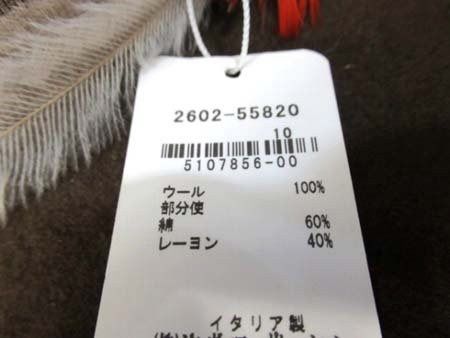 2602-55820
10
5107856-00
ウール 100%
部分使
綿 60%
レーヨン 40%
イタリア製